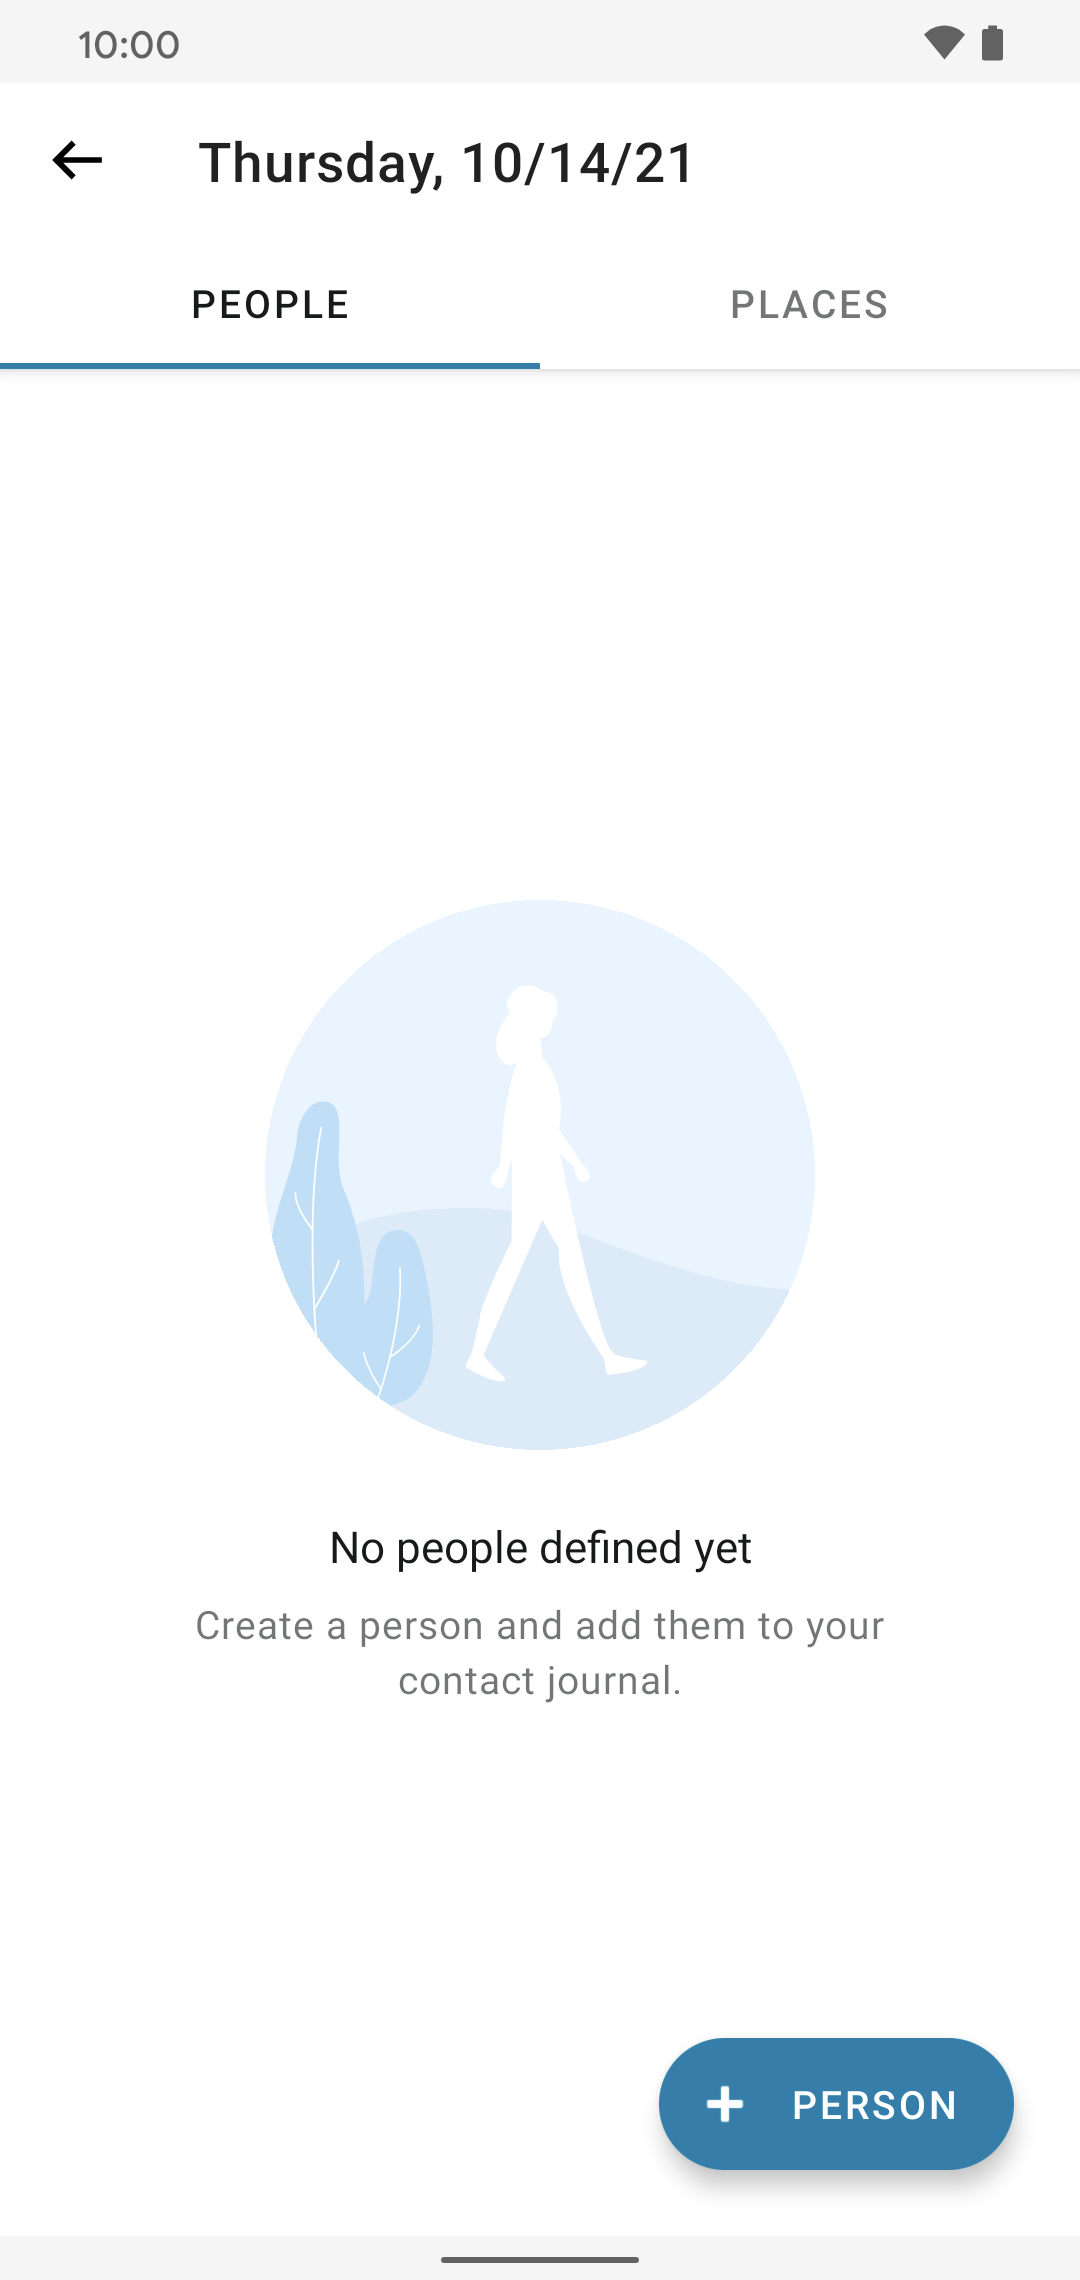 10:00
Thursday, 10/14/21
PEOPLE
PLACES
No people defined yet
Create a person and add them to your
contact journal.
PERSON